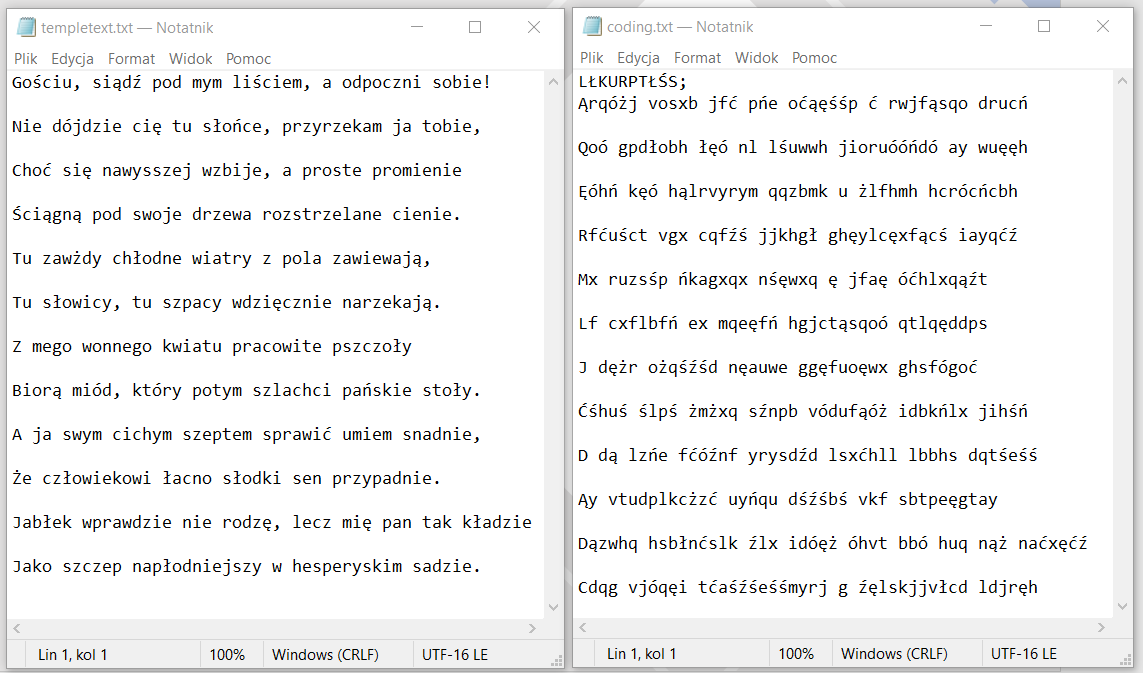 templetext.txt — Notatnik
Plik Edycja Format Widok Pomoc
Gościu, siądź pod mym liściem, a odpoczni sobie!
Nie dójdzie cię tu słońce, przyrzekam ja tobie,
Choć się nawysszej wzbije, a proste promienie
Ściągną pod swoje drzewa rozstrzelane cienie.
Tu zawżdy chłodne wiatry z pola zawiewają,
Tu słowicy, tu szpacy wdzięcznie narzekają.
Z mego wonnego kwiatu pracowite pszczoły
Biorą miód, który potym szlachci pańskie stoły.
A ja swym cichym szeptem sprawić umiem snadnie,
Że człowiekowi łacno słodki sen przypadnie.
Jabłek wprawdzie nie rodzę, lecz mię pan tak kładzie
Jako szczep napłodniejszy w hesperyskim sadzie.
Lin 1, kol 1 100% Windows (CRLF) UTF-16 LE
coding.txt — Notatnik
Plik Edycja Format Widok Pomoc
LŁKURPTŁŚS;
Ąrqóżj vosxb jfć pńe oćąęśśp ć rwjfąsqo drucń
Qoó gpdłobh łęó nl lśuwwh jioruóóńdó ay wuęęh
Ęóhń kęó hąlrvyrym qqzbmk u żlfhmh hcrócńcbh
Rfćuśct vgx cqfźś jjkhgł ghęylcęxfącś iayqćź
Mx ruzsśp ńkagxqx nśęwxq ę jfaę óćhlxqąźt
Lf cxflbfń ex mqeęfń hgjctąsqoó qtlqęddps
J dężr ożqśźśd nęauwe ggęfuoęwx ghsfógoć
Ćśhuś ślpś żmżxq sźnpb vódufąóż idbkńlx jihśń
D dą lzńe fćóźnf yrysdźd lsxćhll lbbhs dqtśeśś
Ąy vtudplkcżzć uyńqu dśźśbś vkf sbtpeęgtay
Dązwhq hsbłnćslk źlx idóęż óhvt bbó huq nąż naćxęćź
Cdqg vjóqęi tćaśźśeśśmyrj g źęlskjjvłcd ldjręh
Lin 1, kol 1 100% Windows (CRLF) UTF-16 LE